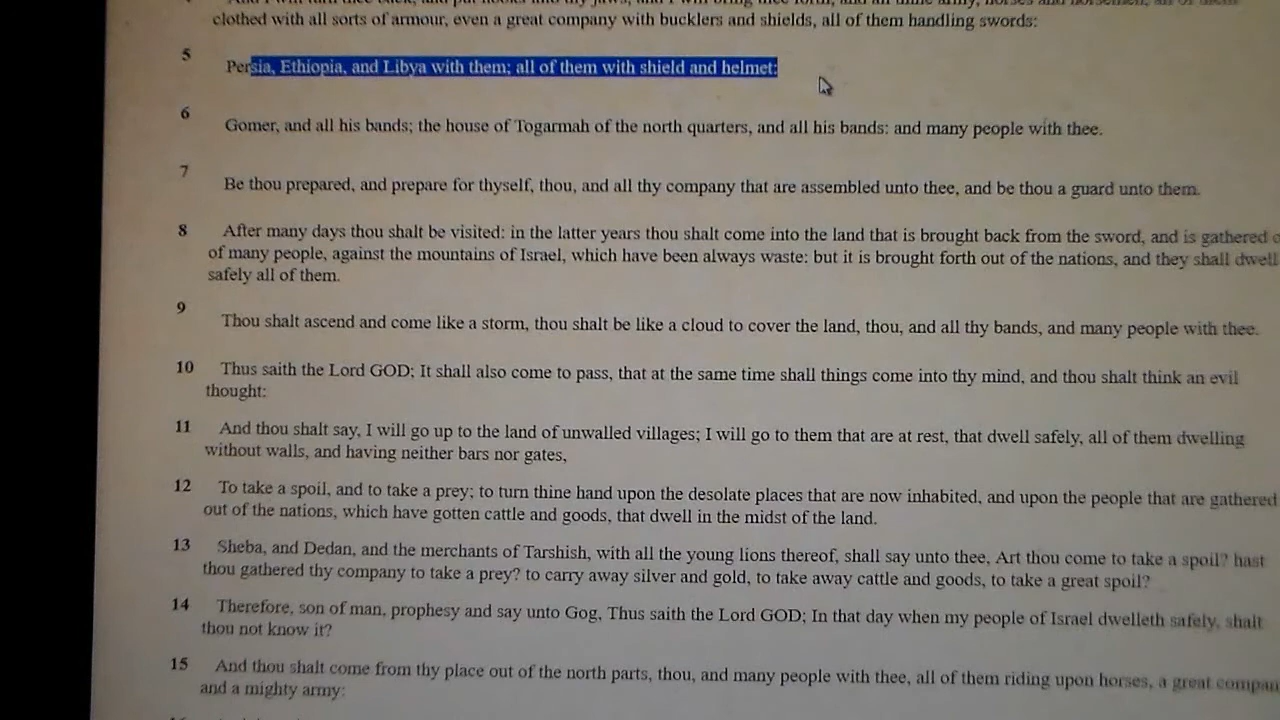 clothed with all sorts of armour, even a great company with bucklers and shields, all of them handling swords:
5 Persia, Ethiopia, and Libya with them; all of them with shield and helmet:
6 Gomer, and all his bands; the house of Togarmah of the north quarters, and all his bands: and many people with thee.
7 Be thou prepared, and prepare for thyself, thou, and all thy company that are assembled unto thee, and be thou a guard unto them.
8 After many days thou shalt be visited: in the latter years thou shalt come into the land that is brought back from the sword, and is gathered
of many people, against the mountains of Israel, which have been always waste: but it is brought forth out of the nations, and they shall dwell
safely all of them.
9 Thou shalt ascend and come like a storm, thou shalt be like a cloud to cover the land, thou, and all thy bands, and many people with thee.
10 Thus saith the Lord GOD; It shall also come to pass, that at the same time shall things come into thy mind, and thou shalt think an evil
thought:
11 And thou shalt say, I will go up to the land of unwalled villages; I will go to them that are at rest, that dwell safely, all of them dwelling
without walls, and having neither bars nor gates,
12 To take a spoil, and to take a prey; to turn thine hand upon the desolate places that are now inhabited, and upon the people that are gathered
out of the nations, which have gotten cattle and goods, that dwell in the midst of the land.
13 Sheba, and Dedan, and the merchants of Tarshish, with all the young lions thereof, shall say unto thee, Art thou come to take a spoil? hast
thou gathered thy company to take a prey? to carry away silver and gold, to take away cattle and goods, to take a great spoil?
14 Therefore, son of man, prophesy and say unto Gog, Thus saith the Lord GOD; In that day when my people of Israel dwelleth safely, shalt
thou not know it?
15 And thou shalt come from thy place out of the north parts, thou, and many people with thee, all of them riding upon horses, a great compan
and a mighty army: